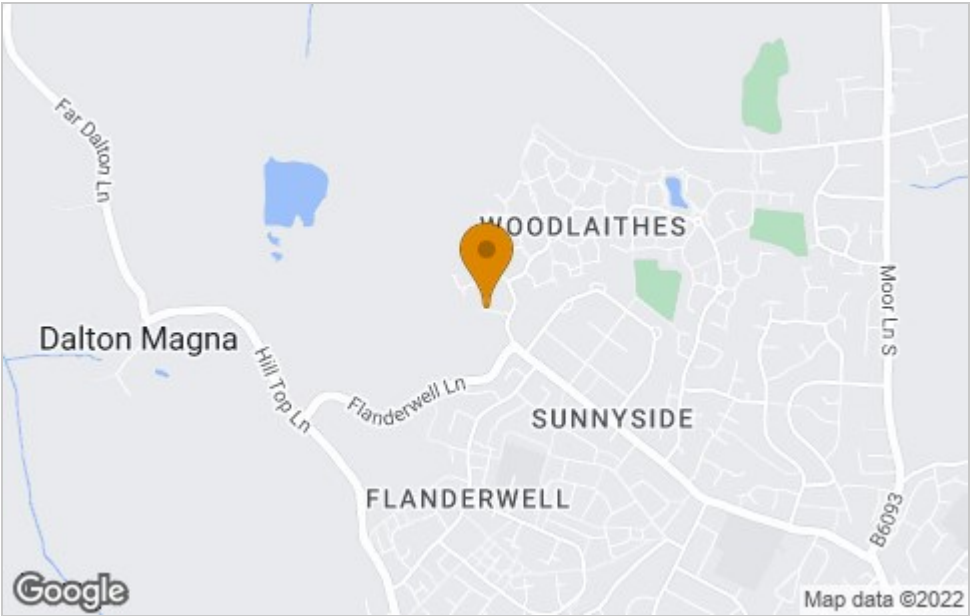 Far Dalton Ln
WOODLAITHES
Moor Ln S
Dalton Magna
Hill Top Ln
Flanderwell Ln
SUNNYSIDE
FLANDERWELL
B6093
Google
Map data ©2022